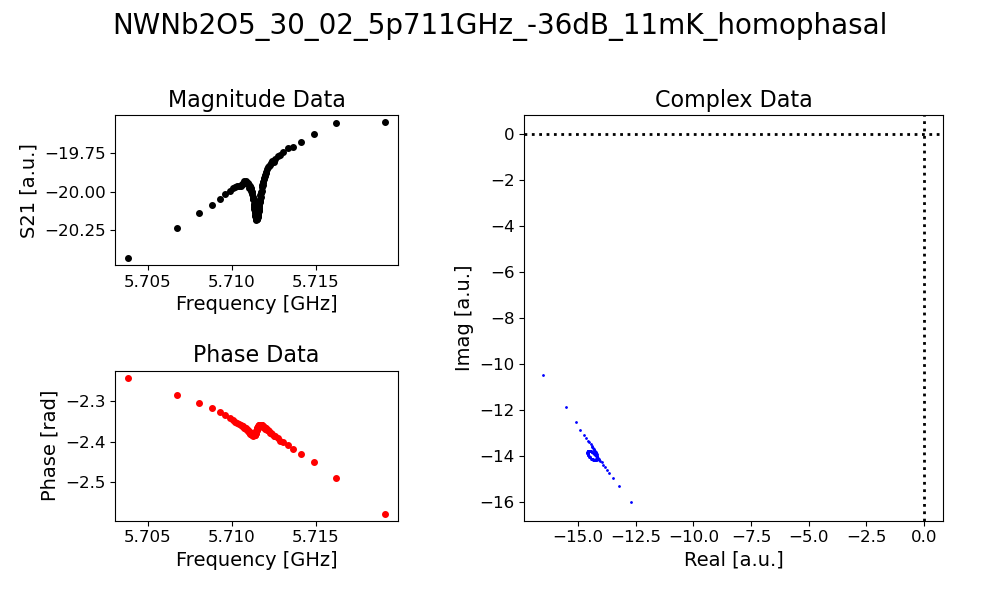 NWNb2O5_30_02_5p711GHz_-36dB_11mK_homophasal
Magnitude Data
S21 [a.u.]
−19.75
−20.00
−20.25
5.705
5.710
5.715
Frequency [GHz]
Phase Data
Phase [rad]
−2.3
−2.4
−2.5
5.705
5.710
5.715
Frequency [GHz]
Complex Data
Imag [a.u.]
0
−2
−4
−6
−8
−10
−12
−14
−16
−15.0
−12.5
−10.0
−7.5
−5.0
−2.5
0.0
Real [a.u.]